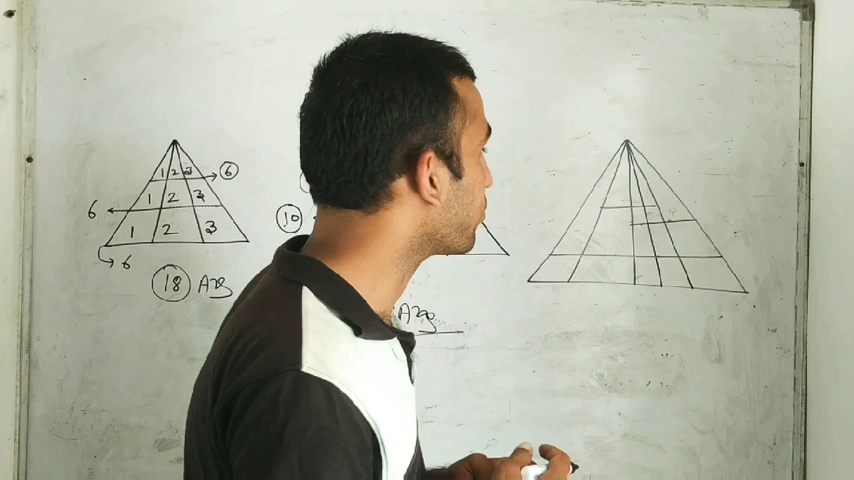 1 2 3 → 6
6 ← 1 2 3
1 2 3
6
18 Ans
10
Ans